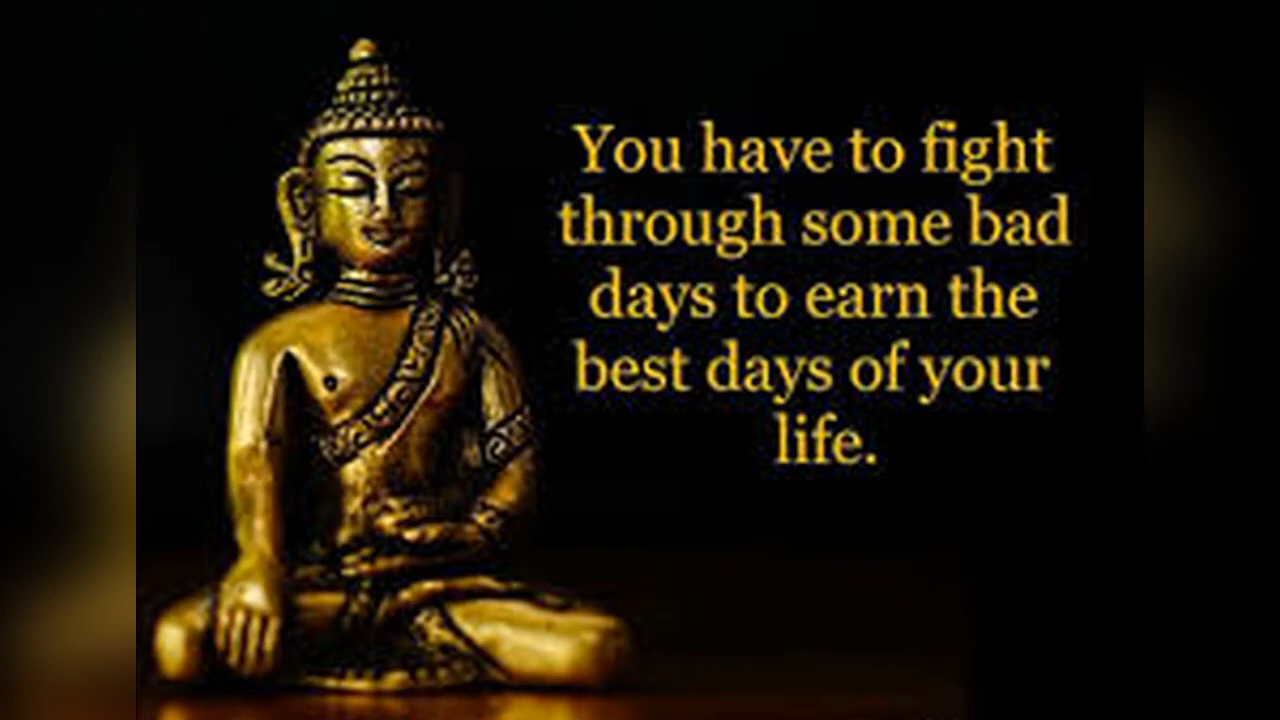 You have to fight
through some bad
days to earn the
best days of your
life.